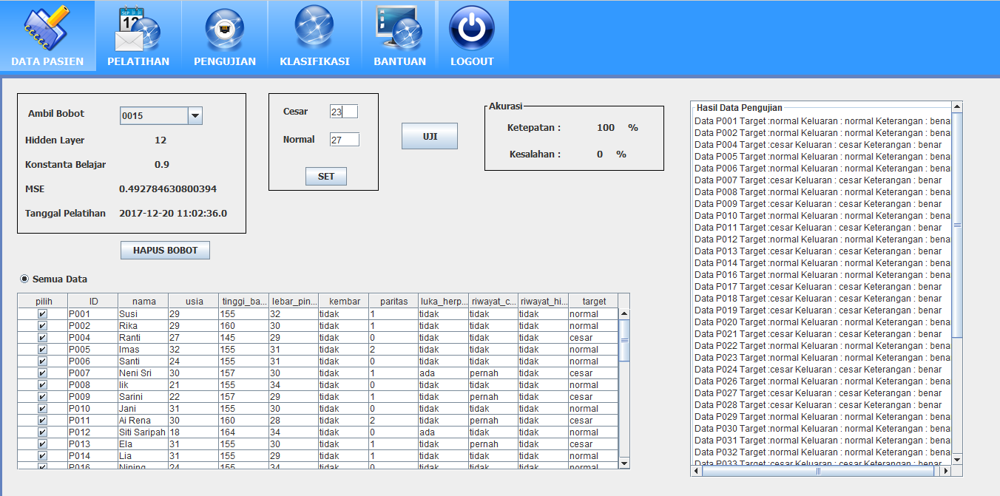 SEP
12
DATA PASIEN PELATIHAN PENGUJIAN KLASIFIKASI BANTUAN LOGOUT
Ambil Bobot 0015
Hidden Layer 12
Konstanta Belajar 0.9
MSE 0.492784630800394
Tanggal Pelatihan 2017-12-20 11:02:36.0
HAPUS BOBOT
Cesar 23
Normal 27
SET
UJI
Akurasi
Ketepatan : 100 %
Kesalahan : 0 %
Semua Data
pilih ID nama usia tinggi_ba... lebar_pin... kembar paritas luka_herp... riwayat_c... riwayat_hi... target
P001 Susi 29 155 32 tidak 1 tidak tidak tidak normal
P002 Rika 29 160 30 tidak 1 tidak tidak tidak normal
P004 Ranti 27 145 29 tidak 0 tidak tidak tidak cesar
P005 Imas 32 155 31 tidak 2 tidak tidak tidak normal
P006 Santi 24 155 31 tidak 0 tidak tidak tidak normal
P007 Neni Sri 30 157 30 tidak 1 ada pernah tidak cesar
P008 Iik 21 155 34 tidak 0 tidak tidak tidak normal
P009 Sarini 22 157 29 tidak 1 tidak pernah tidak cesar
P010 Jani 31 155 30 tidak 0 tidak tidak tidak normal
P011 Ai Rena 30 160 28 tidak 2 tidak pernah tidak cesar
P012 Siti Saripah 18 164 34 tidak 0 ada tidak tidak normal
P013 Ela 31 155 30 tidak 1 tidak pernah tidak cesar
P014 Lia 31 155 29 tidak 1 tidak tidak tidak normal
P016 Nining 24 155 34 tidak 0 tidak tidak tidak normal
Hasil Data Pengujian
Data P001 Target :normal Keluaran : normal Keterangan : bena
Data P002 Target :normal Keluaran : normal Keterangan : bena
Data P004 Target :cesar Keluaran : cesar Keterangan : benar
Data P005 Target :normal Keluaran : normal Keterangan : bena
Data P006 Target :normal Keluaran : normal Keterangan : bena
Data P007 Target :cesar Keluaran : cesar Keterangan : benar
Data P008 Target :normal Keluaran : normal Keterangan : bena
Data P009 Target :cesar Keluaran : cesar Keterangan : benar
Data P010 Target :normal Keluaran : normal Keterangan : bena
Data P011 Target :cesar Keluaran : cesar Keterangan : benar
Data P012 Target :normal Keluaran : normal Keterangan : bena
Data P013 Target :cesar Keluaran : cesar Keterangan : benar
Data P014 Target :normal Keluaran : normal Keterangan : bena
Data P016 Target :normal Keluaran : normal Keterangan : bena
Data P017 Target :cesar Keluaran : cesar Keterangan : benar
Data P018 Target :cesar Keluaran : cesar Keterangan : benar
Data P019 Target :cesar Keluaran : cesar Keterangan : benar
Data P020 Target :normal Keluaran : normal Keterangan : bena
Data P021 Target :cesar Keluaran : cesar Keterangan : benar
Data P022 Target :normal Keluaran : normal Keterangan : bena
Data P023 Target :normal Keluaran : normal Keterangan : bena
Data P024 Target :cesar Keluaran : cesar Keterangan : benar
Data P026 Target :normal Keluaran : normal Keterangan : bena
Data P027 Target :cesar Keluaran : cesar Keterangan : benar
Data P028 Target :cesar Keluaran : cesar Keterangan : benar
Data P029 Target :normal Keluaran : normal Keterangan : bena
Data P030 Target :normal Keluaran : normal Keterangan : bena
Data P031 Target :cesar Keluaran : cesar Keterangan : benar
Data P032 Target :normal Keluaran : normal Keterangan : bena
Data P033 Target :cesar Keluaran : cesar Keterangan : benar